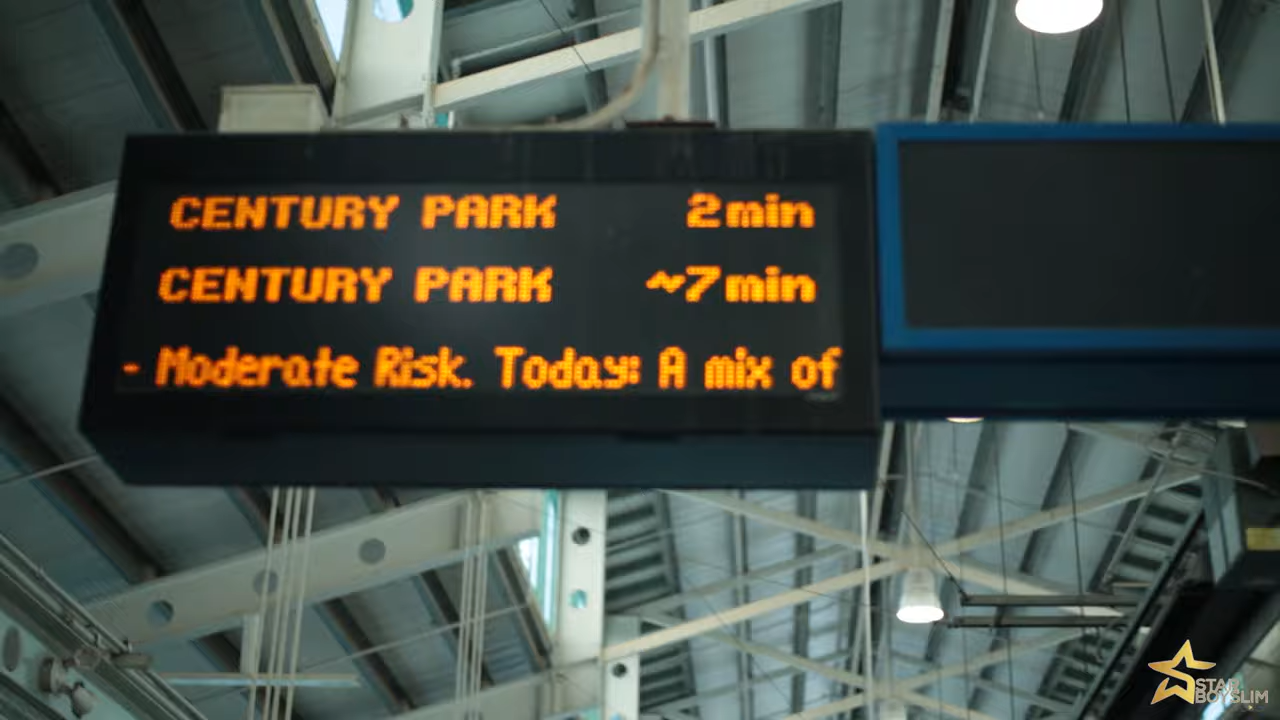 CENTURY PARK 2min
CENTURY PARK ~7min
- Moderate Risk. Today: A mix of
STAR
BOYSLIM